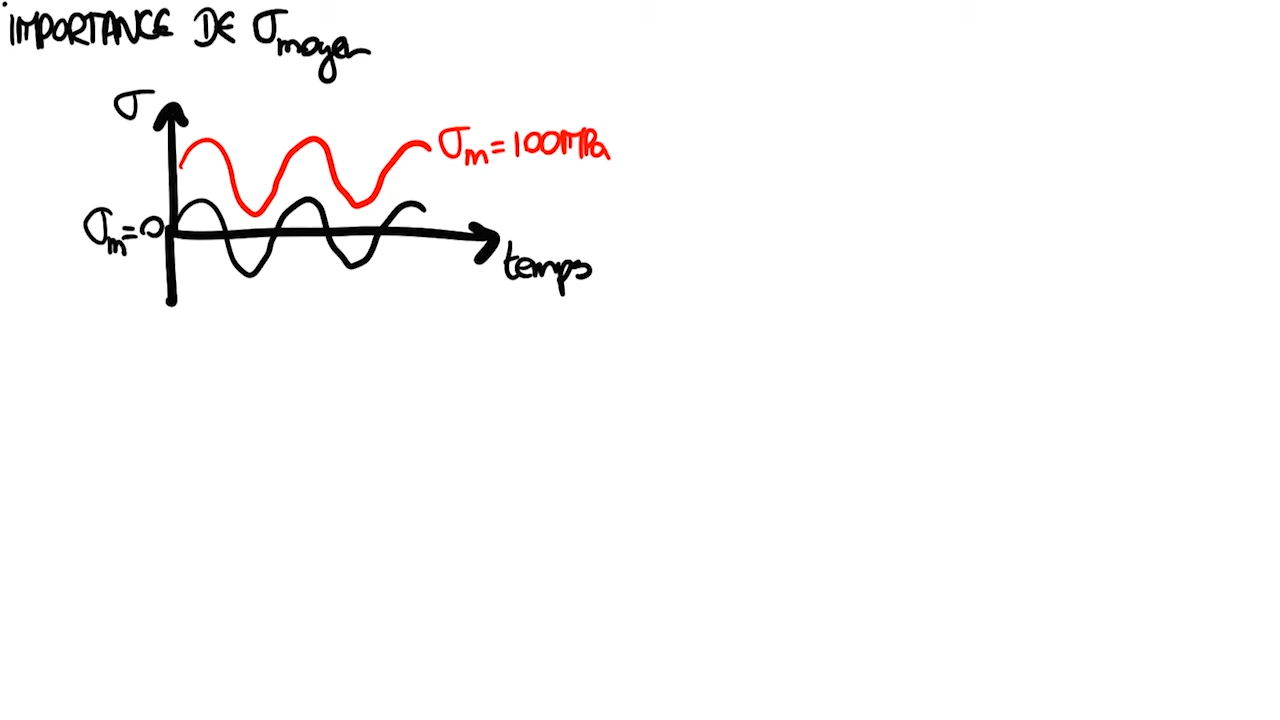 IMPORTANCE DE σmoyen
σ
σm = 100MPa
σm = 0
temps